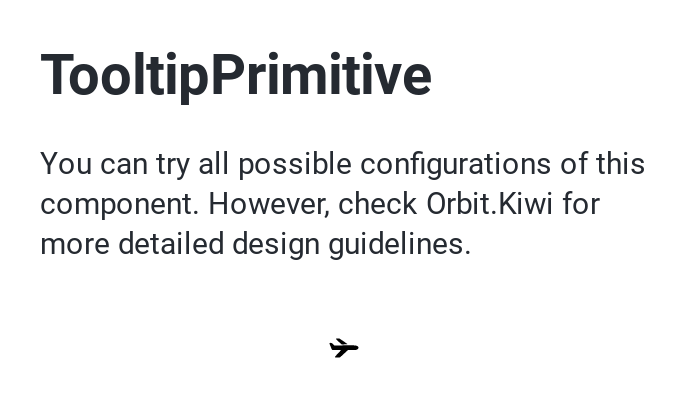 TooltipPrimitive
You can try all possible configurations of this
component. However, check Orbit.Kiwi for
more detailed design guidelines.